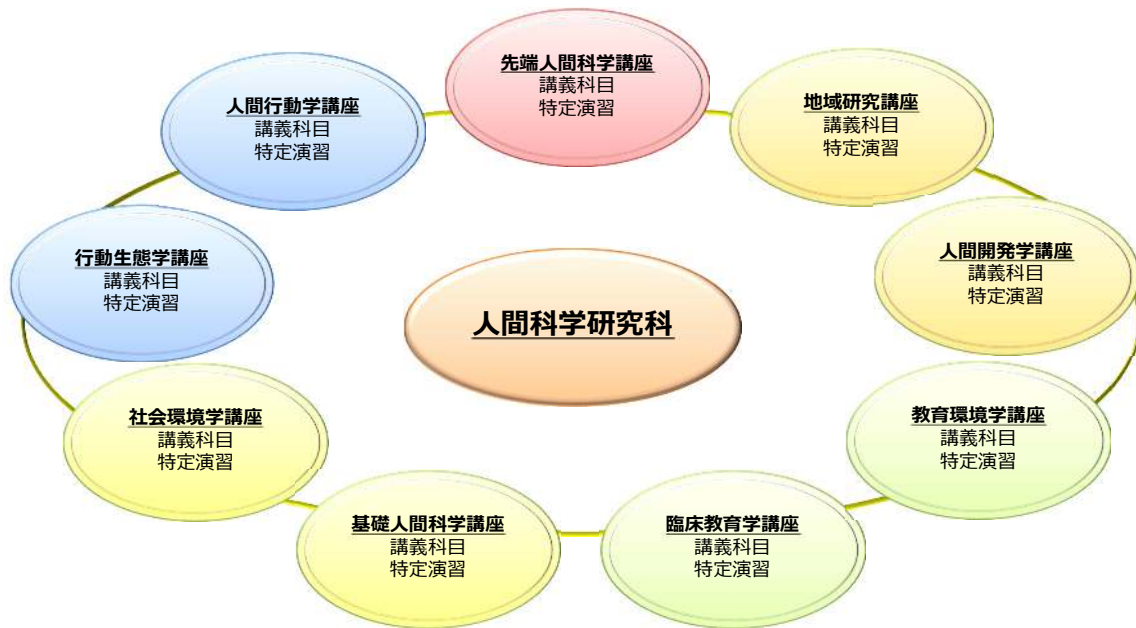 先端人間科学講座
講義科目
特定演習
地域研究講座
講義科目
特定演習
人間開発学講座
講義科目
特定演習
教育環境学講座
講義科目
特定演習
臨床教育学講座
講義科目
特定演習
基礎人間科学講座
講義科目
特定演習
社会環境学講座
講義科目
特定演習
行動生態学講座
講義科目
特定演習
人間行動学講座
講義科目
特定演習
人間科学研究科